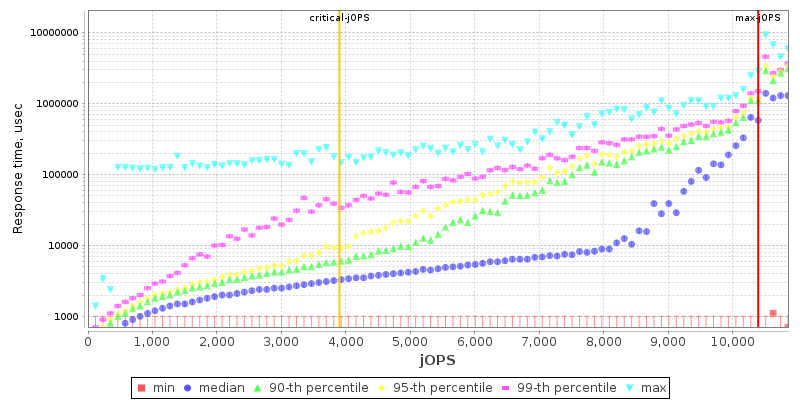 critical-jOPS max-jOPS
10000000
1000000
100000
10000
1000
Response time, usec
0 1,000 2,000 3,000 4,000 5,000 6,000 7,000 8,000 9,000 10,000
jOPS
min median 90-th percentile 95-th percentile 99-th percentile max